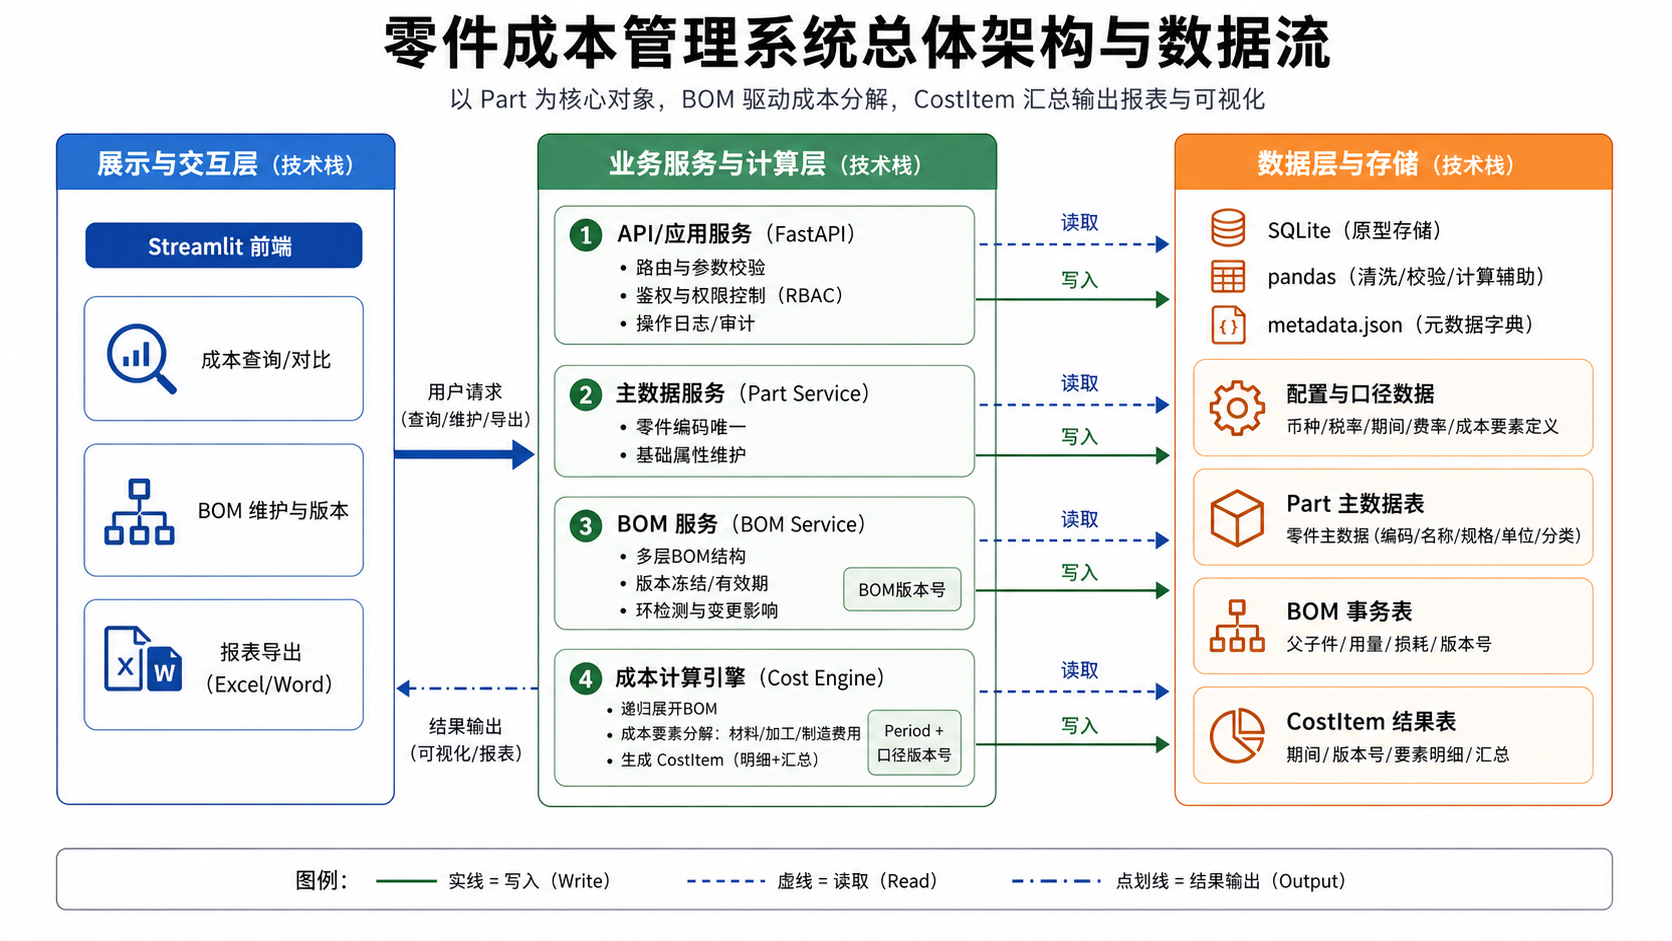 零件成本管理系统总体架构与数据流
以 Part 为核心对象，BOM 驱动成本分解，CostItem 汇总输出报表与可视化
展示与交互层（技术栈）
Streamlit 前端
成本查询/对比
BOM 维护与版本
X
W
报表导出
（Excel/Word）
用户请求
（查询/维护/导出）
结果输出
（可视化/报表）
业务服务与计算层（技术栈）
1 API/应用服务（FastAPI）
• 路由与参数校验
• 鉴权与权限控制（RBAC）
• 操作日志/审计
2 主数据服务（Part Service）
• 零件编码唯一
• 基础属性维护
3 BOM 服务（BOM Service）
• 多层BOM结构
• 版本冻结/有效期
• 环检测与变更影响
BOM版本号
4 成本计算引擎（Cost Engine）
• 递归展开BOM
• 成本要素分解：材料/加工/制造费用
• 生成 CostItem（明细+汇总）
Period +
口径版本号
读取
写入
读取
写入
读取
写入
读取
写入
数据层与存储（技术栈）
SQLite（原型存储）
pandas（清洗/校验/计算辅助）
{ }
metadata.json（元数据字典）
配置与口径数据
币种/税率/期间/费率/成本要素定义
Part 主数据表
零件主数据（编码/名称/规格/单位/分类）
BOM 事务表
父子件/用量/损耗/版本号
CostItem 结果表
期间/版本号/要素明细/汇总
图例：
实线 = 写入（Write）
虚线 = 读取（Read）
点划线 = 结果输出（Output）